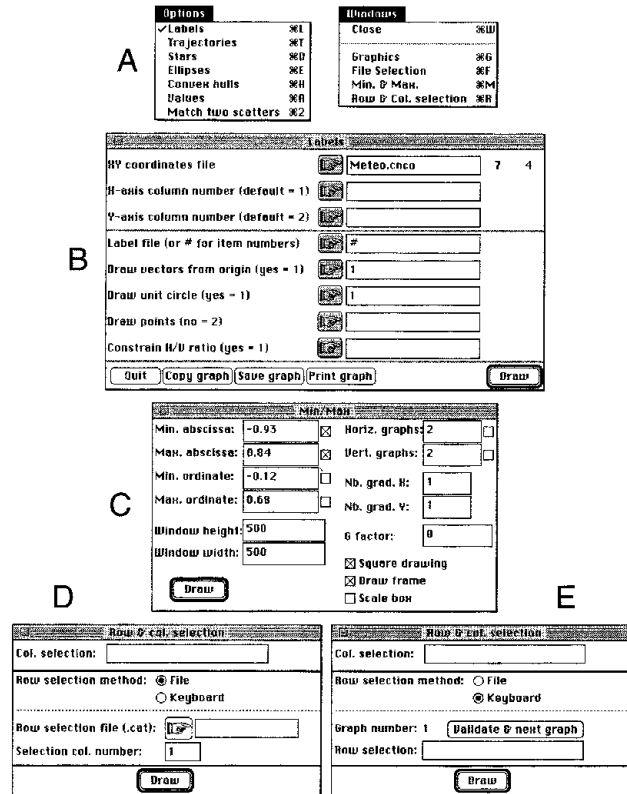 Options
✓Labels ⌘L
Trajectories ⌘T
Stars ⌘D
Ellipses ⌘E
Convex hulls ⌘H
Values ⌘A
Match two scatters ⌘2
Windows
Close ⌘W
Graphics ⌘G
File Selection ⌘F
Min. & Max. ⌘M
Row & Col. selection ⌘R
A
Labels
XY coordinates file Meteo.cnco 7 4
X-axis column number (default = 1)
Y-axis column number (default = 2)
Label file (or # for item numbers) #
Draw vectors from origin (yes = 1) 1
Draw unit circle (yes = 1) 1
Draw points (no = 2)
Constrain H/V ratio (yes = 1)
Quit Copy graph Save graph Print graph Draw
B
Min/Max
Min. abscissa: -0.93 Horiz. graphs: 2
Max. abscissa: 0.84 Vert. graphs: 2
Min. ordinate: -0.12 Nb. grad. X: 1
Max. ordinate: 0.68 Nb. grad. Y: 1
Window height: 500 G factor: 0
Window width: 500
Square drawing
Draw frame
Scale box
Draw
C
D
Row & col. selection
Col. selection:
Row selection method: File
Keyboard
Row selection file (.cat):
Selection col. number: 1
Draw
E
Row & col. selection
Col. selection:
Row selection method: File
Keyboard
Graph number: 1 Validate & next graph
Row selection:
Draw